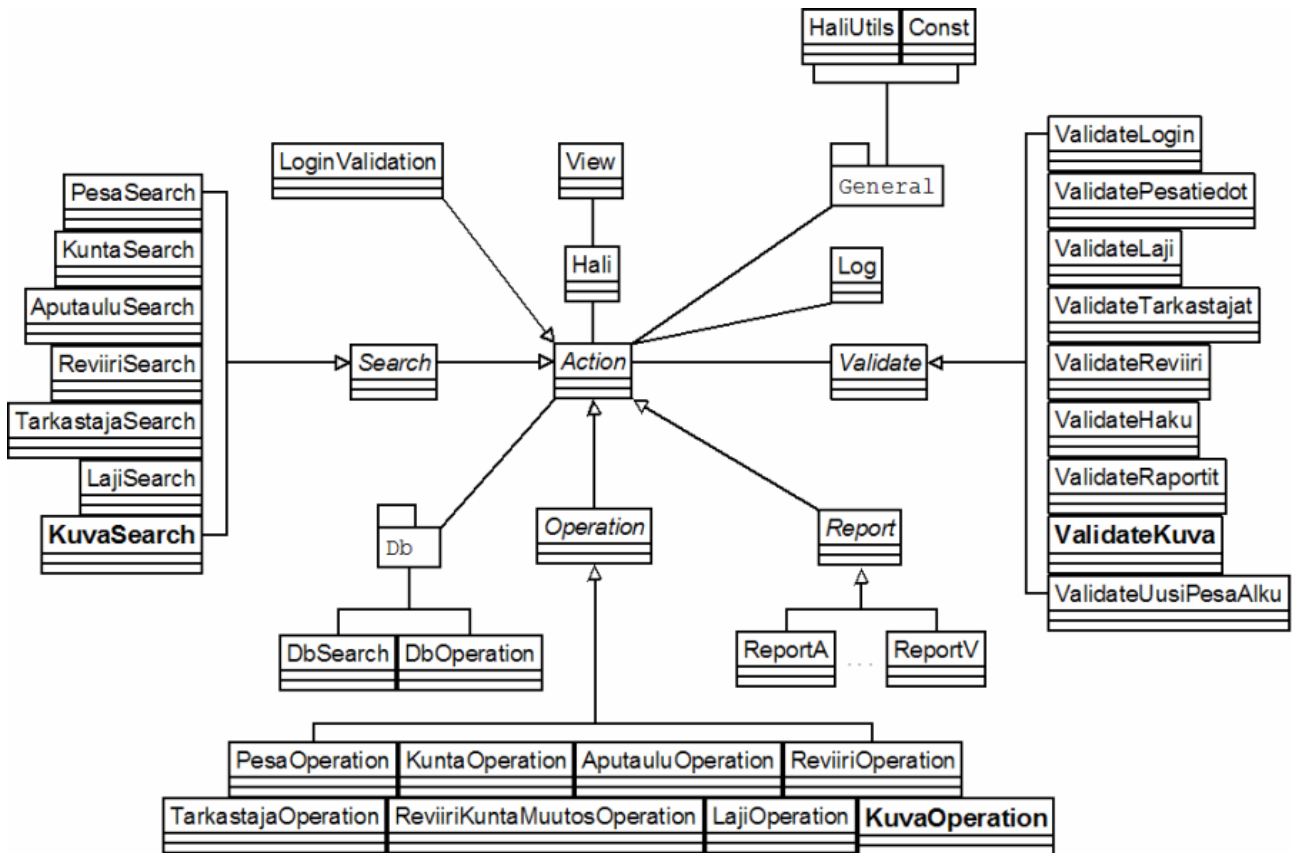 HaliUtils Const
LoginValidation
View
General
ValidateLogin
PesaSearch
ValidatePesatiedot
KuntaSearch
Hali
Log
ValidateLaji
AputauluSearch
ValidateTarkastajat
ReviiriSearch
Search
Action
Validate
ValidateReviiri
TarkastajaSearch
ValidateHaku
LajiSearch
ValidateRaportit
KuvaSearch
Db
Operation
Report
ValidateKuva
ValidateUusiPesaAlku
DbSearch DbOperation
ReportA ... ReportV
PesaOperation KuntaOperation AputauluOperation ReviiriOperation
TarkastajaOperation ReviiriKuntaMuutosOperation LajiOperation KuvaOperation